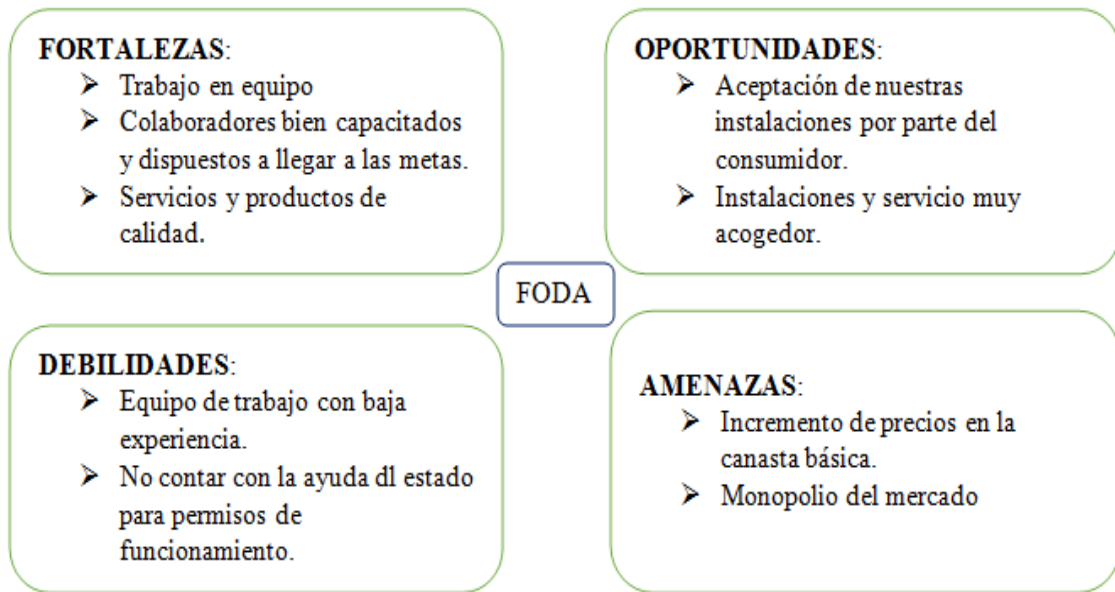 FORTALEZAS:
➢ Trabajo en equipo
➢ Colaboradores bien capacitados
y dispuestos a llegar a las metas.
➢ Servicios y productos de
calidad.
OPORTUNIDADES:
➢ Aceptación de nuestras
instalaciones por parte del
consumidor.
➢ Instalaciones y servicio muy
acogedor.
FODA
DEBILIDADES:
➢ Equipo de trabajo con baja
experiencia.
➢ No contar con la ayuda dl estado
para permisos de
funcionamiento.
AMENAZAS:
➢ Incremento de precios en la
canasta básica.
➢ Monopolio del mercado